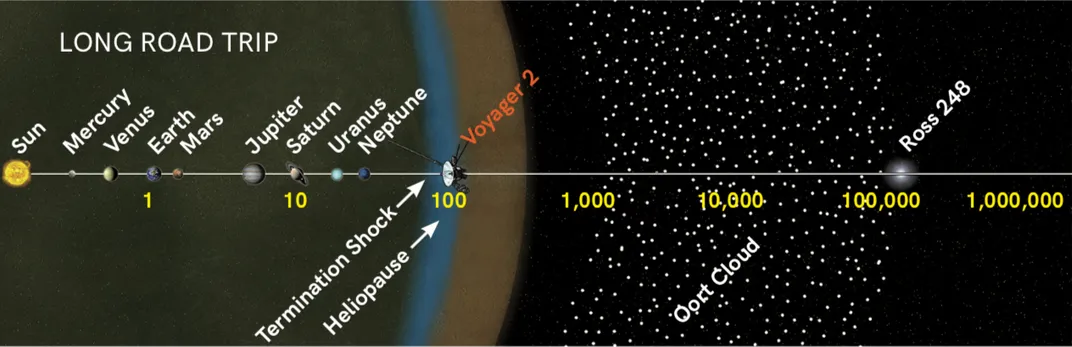 LONG ROAD TRIP
Sun
Mercury
Venus
Earth
Mars
Jupiter
Saturn
Uranus
Neptune
Voyager 2
Ross 248
1
10
100
1,000
10,000
100,000
1,000,000
Termination Shock
Heliopause
Oort Cloud